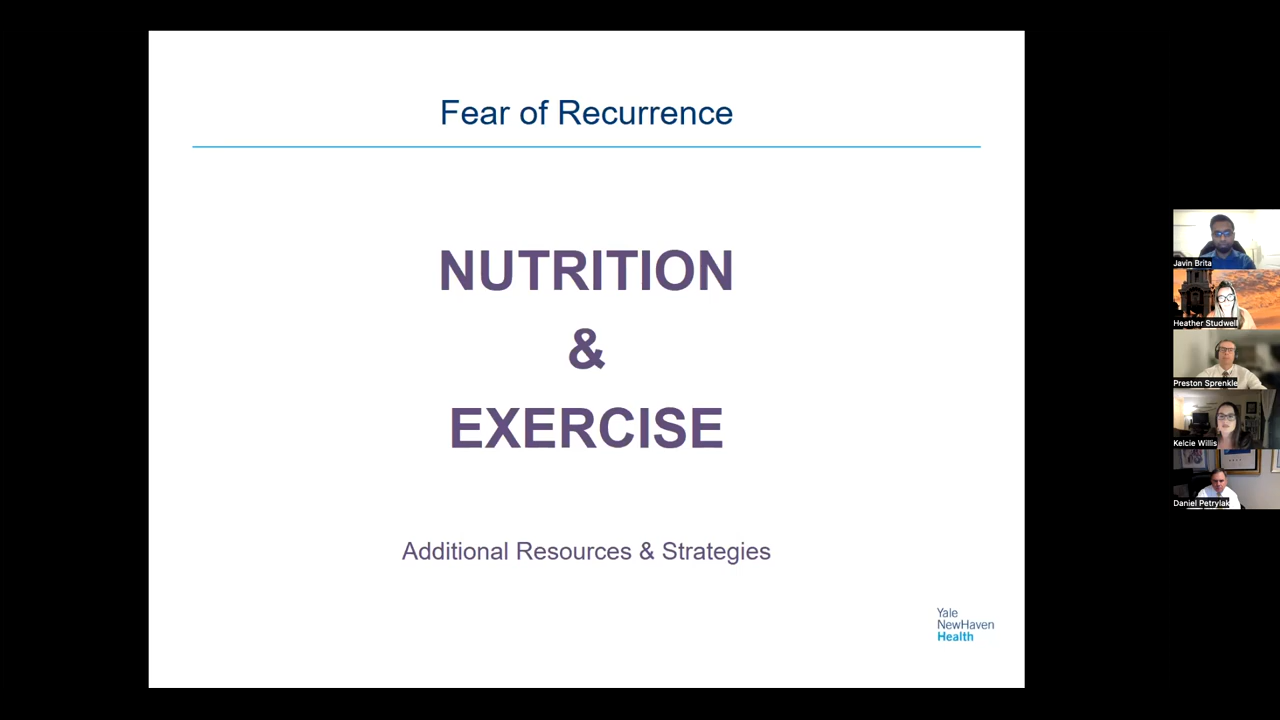 Fear of Recurrence
NUTRITION
&
EXERCISE
Additional Resources & Strategies
Yale
NewHaven
Health
Javin Brita
Heather Studwell
Preston Sprenkle
Kelcie Willis
Daniel Petrylak